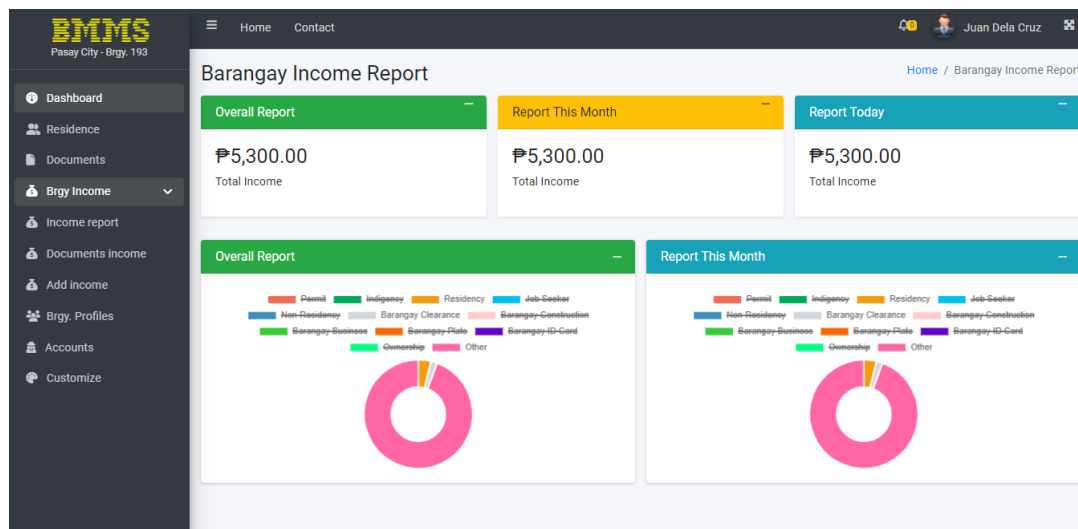 BMMS
Pasay City - Brgy. 193
Dashboard
Residence
Documents
Brgy Income
Income report
Documents income
Add income
Brgy. Profiles
Accounts
Customize
Home Contact
0 Juan Dela Cruz
Barangay Income Report
Home / Barangay Income Report
Overall Report
₱5,300.00
Total Income
Report This Month
₱5,300.00
Total Income
Report Today
₱5,300.00
Total Income
Overall Report
Permit Indigency Residency Job Seeker
Non Residency Barangay Clearance Barangay Construction
Barangay Business Barangay Plate Barangay ID Card
Ownership Other
Report This Month
Permit Indigency Residency Job Seeker
Non Residency Barangay Clearance Barangay Construction
Barangay Business Barangay Plate Barangay ID Card
Ownership Other